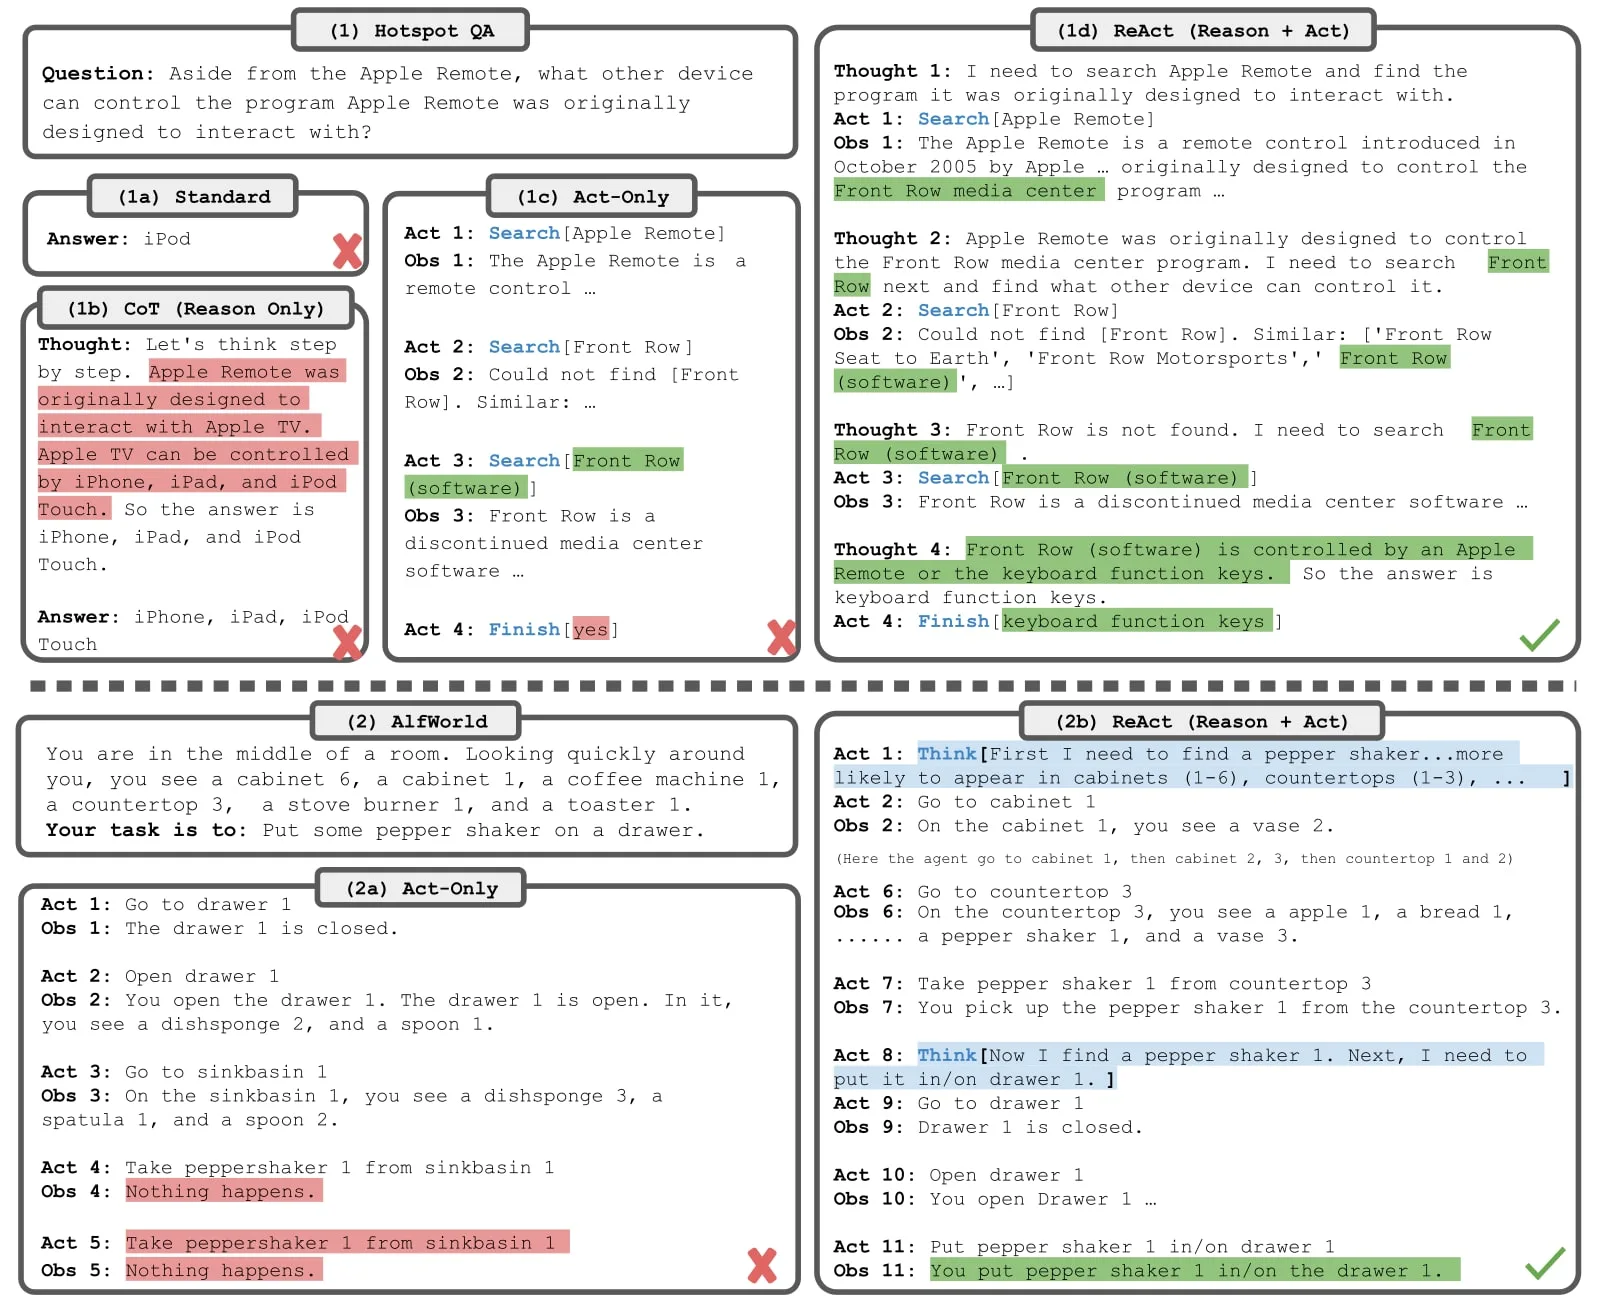 (1) Hotspot QA
Question: Aside from the Apple Remote, what other device
can control the program Apple Remote was originally
designed to interact with?
(1a) Standard
Answer: iPod
(1b) CoT (Reason Only)
Thought: Let's think step
by step. Apple Remote was
originally designed to
interact with Apple TV.
Apple TV can be controlled
by iPhone, iPad, and iPod
Touch. So the answer is
iPhone, iPad, and iPod
Touch.
Answer: iPhone, iPad, iPod
Touch
(1c) Act-Only
Act 1: Search[Apple Remote]
Obs 1: The Apple Remote is a
remote control …
Act 2: Search[Front Row]
Obs 2: Could not find [Front
Row]. Similar: …
Act 3: Search[Front Row
(software)]
Obs 3: Front Row is a
discontinued media center
software …
Act 4: Finish[yes]
(1d) ReAct (Reason + Act)
Thought 1: I need to search Apple Remote and find the
program it was originally designed to interact with.
Act 1: Search[Apple Remote]
Obs 1: The Apple Remote is a remote control introduced in
October 2005 by Apple … originally designed to control the
Front Row media center program …
Thought 2: Apple Remote was originally designed to control
the Front Row media center program. I need to search Front
Row next and find what other device can control it.
Act 2: Search[Front Row]
Obs 2: Could not find [Front Row]. Similar: ['Front Row
Seat to Earth', 'Front Row Motorsports',' Front Row
(software)', …]
Thought 3: Front Row is not found. I need to search Front
Row (software) .
Act 3: Search[Front Row (software) ]
Obs 3: Front Row is a discontinued media center software …
Thought 4: Front Row (software) is controlled by an Apple
Remote or the keyboard function keys. So the answer is
keyboard function keys.
Act 4: Finish[keyboard function keys ]
(2) AlfWorld
You are in the middle of a room. Looking quickly around
you, you see a cabinet 6, a cabinet 1, a coffee machine 1,
a countertop 3, a stove burner 1, and a toaster 1.
Your task is to: Put some pepper shaker on a drawer.
(2a) Act-Only
Act 1: Go to drawer 1
Obs 1: The drawer 1 is closed.
Act 2: Open drawer 1
Obs 2: You open the drawer 1. The drawer 1 is open. In it,
you see a dishsponge 2, and a spoon 1.
Act 3: Go to sinkbasin 1
Obs 3: On the sinkbasin 1, you see a dishsponge 3, a
spatula 1, and a spoon 2.
Act 4: Take peppershaker 1 from sinkbasin 1
Obs 4: Nothing happens.
Act 5: Take peppershaker 1 from sinkbasin 1
Obs 5: Nothing happens.
(2b) ReAct (Reason + Act)
Act 1: Think[First I need to find a pepper shaker...more
likely to appear in cabinets (1-6), countertops (1-3), ... ]
Act 2: Go to cabinet 1
Obs 2: On the cabinet 1, you see a vase 2.
(Here the agent go to cabinet 1, then cabinet 2, 3, then countertop 1 and 2)
Act 6: Go to countertop 3
Obs 6: On the countertop 3, you see a apple 1, a bread 1,
...... a pepper shaker 1, and a vase 3.
Act 7: Take pepper shaker 1 from countertop 3
Obs 7: You pick up the pepper shaker 1 from the countertop 3.
Act 8: Think[Now I find a pepper shaker 1. Next, I need to
put it in/on drawer 1. ]
Act 9: Go to drawer 1
Obs 9: Drawer 1 is closed.
Act 10: Open drawer 1
Obs 10: You open Drawer 1 …
Act 11: Put pepper shaker 1 in/on drawer 1
Obs 11: You put pepper shaker 1 in/on the drawer 1.